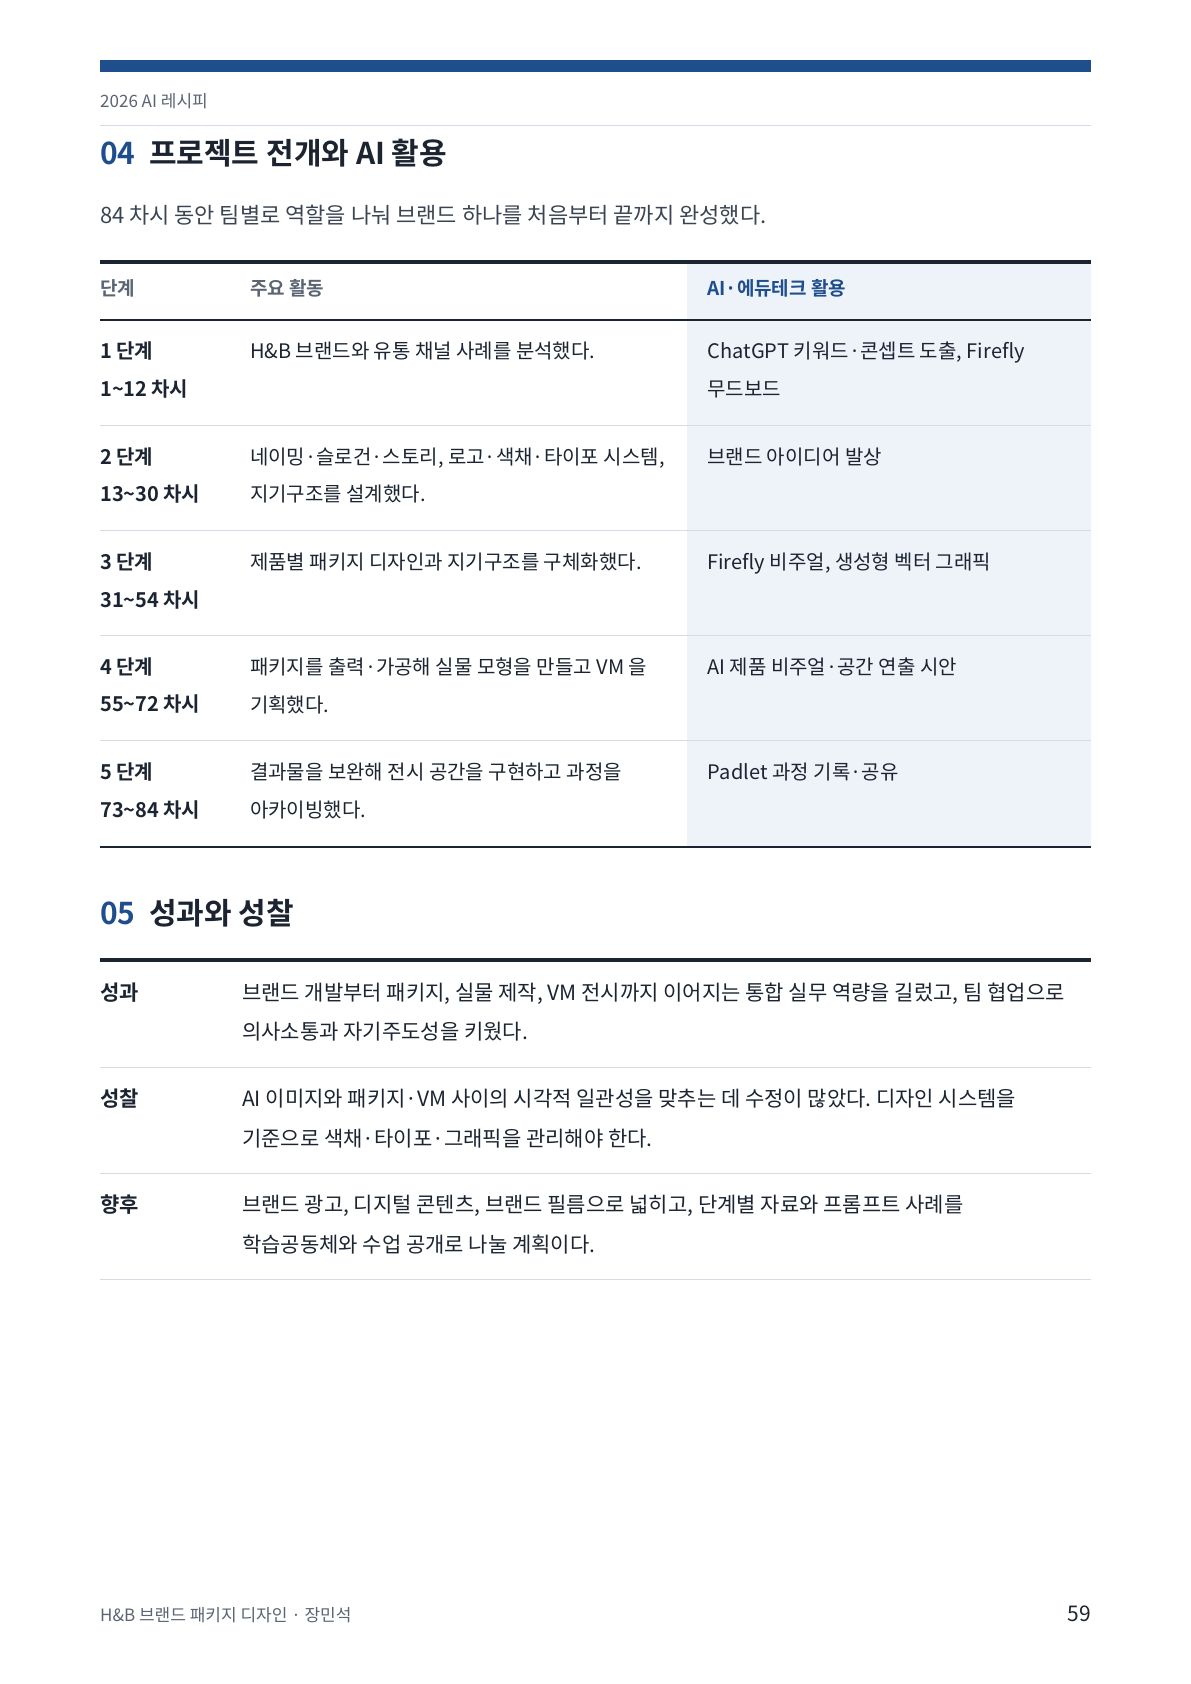 2026 AI 레시피
04 프로젝트 전개와 AI 활용
84 차시 동안 팀별로 역할을 나눠 브랜드 하나를 처음부터 끝까지 완성했다.
단계 주요 활동 AI·에듀테크 활용
1 단계 H&B 브랜드와 유통 채널 사례를 분석했다. ChatGPT 키워드·콘셉트 도출, Firefly
1~12 차시 무드보드
2 단계 네이밍·슬로건·스토리, 로고·색채·타이포 시스템, 브랜드 아이디어 발상
13~30 차시 지기구조를 설계했다.
3 단계 제품별 패키지 디자인과 지기구조를 구체화했다. Firefly 비주얼, 생성형 벡터 그래픽
31~54 차시
4 단계 패키지를 출력·가공해 실물 모형을 만들고 VM 을 AI 제품 비주얼·공간 연출 시안
55~72 차시 기획했다.
5 단계 결과물을 보완해 전시 공간을 구현하고 과정을 Padlet 과정 기록·공유
73~84 차시 아카이빙했다.
05 성과와 성찰
성과 브랜드 개발부터 패키지, 실물 제작, VM 전시까지 이어지는 통합 실무 역량을 길렀고, 팀 협업으로
의사소통과 자기주도성을 키웠다.
성찰 AI 이미지와 패키지·VM 사이의 시각적 일관성을 맞추는 데 수정이 많았다. 디자인 시스템을
기준으로 색채·타이포·그래픽을 관리해야 한다.
향후 브랜드 광고, 디지털 콘텐츠, 브랜드 필름으로 넓히고, 단계별 자료와 프롬프트 사례를
학습공동체와 수업 공개로 나눌 계획이다.
H&B 브랜드 패키지 디자인 · 장민석 59